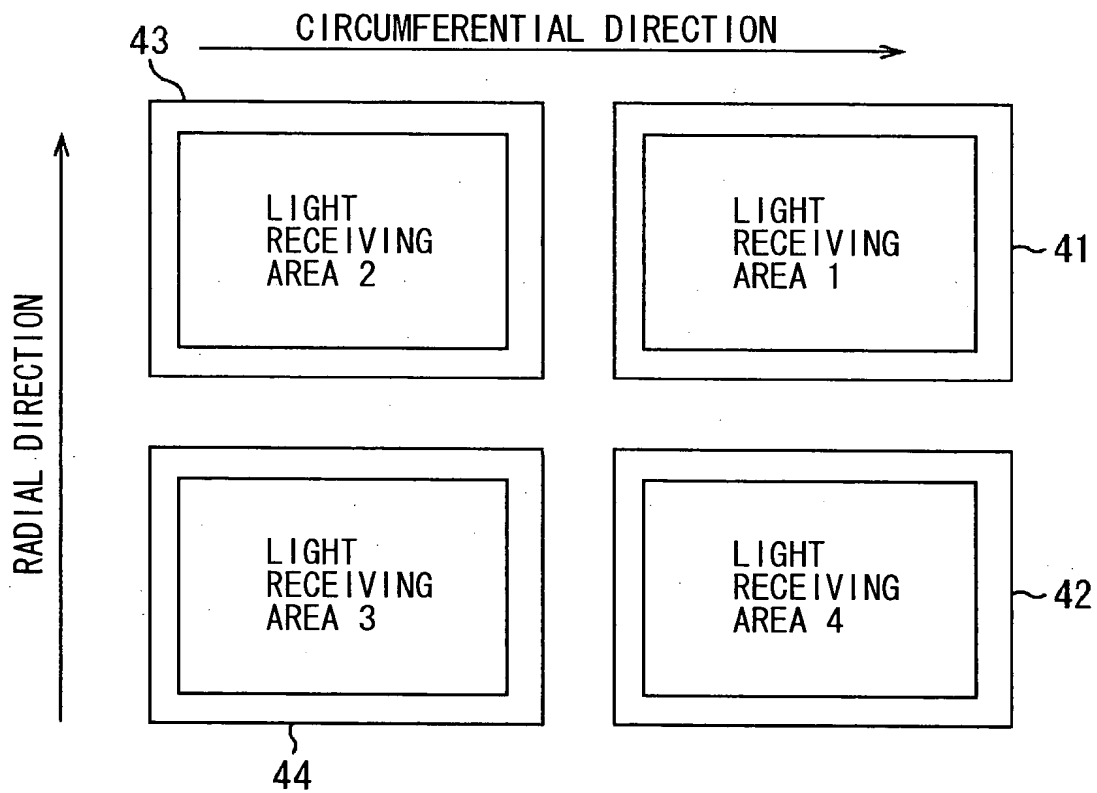 CIRCUMFERENTIAL DIRECTION
43
LIGHT
RECEIVING
AREA 2
LIGHT
RECEIVING
AREA 1
41
RADIAL DIRECTION
LIGHT
RECEIVING
AREA 3
LIGHT
RECEIVING
AREA 4
42
44